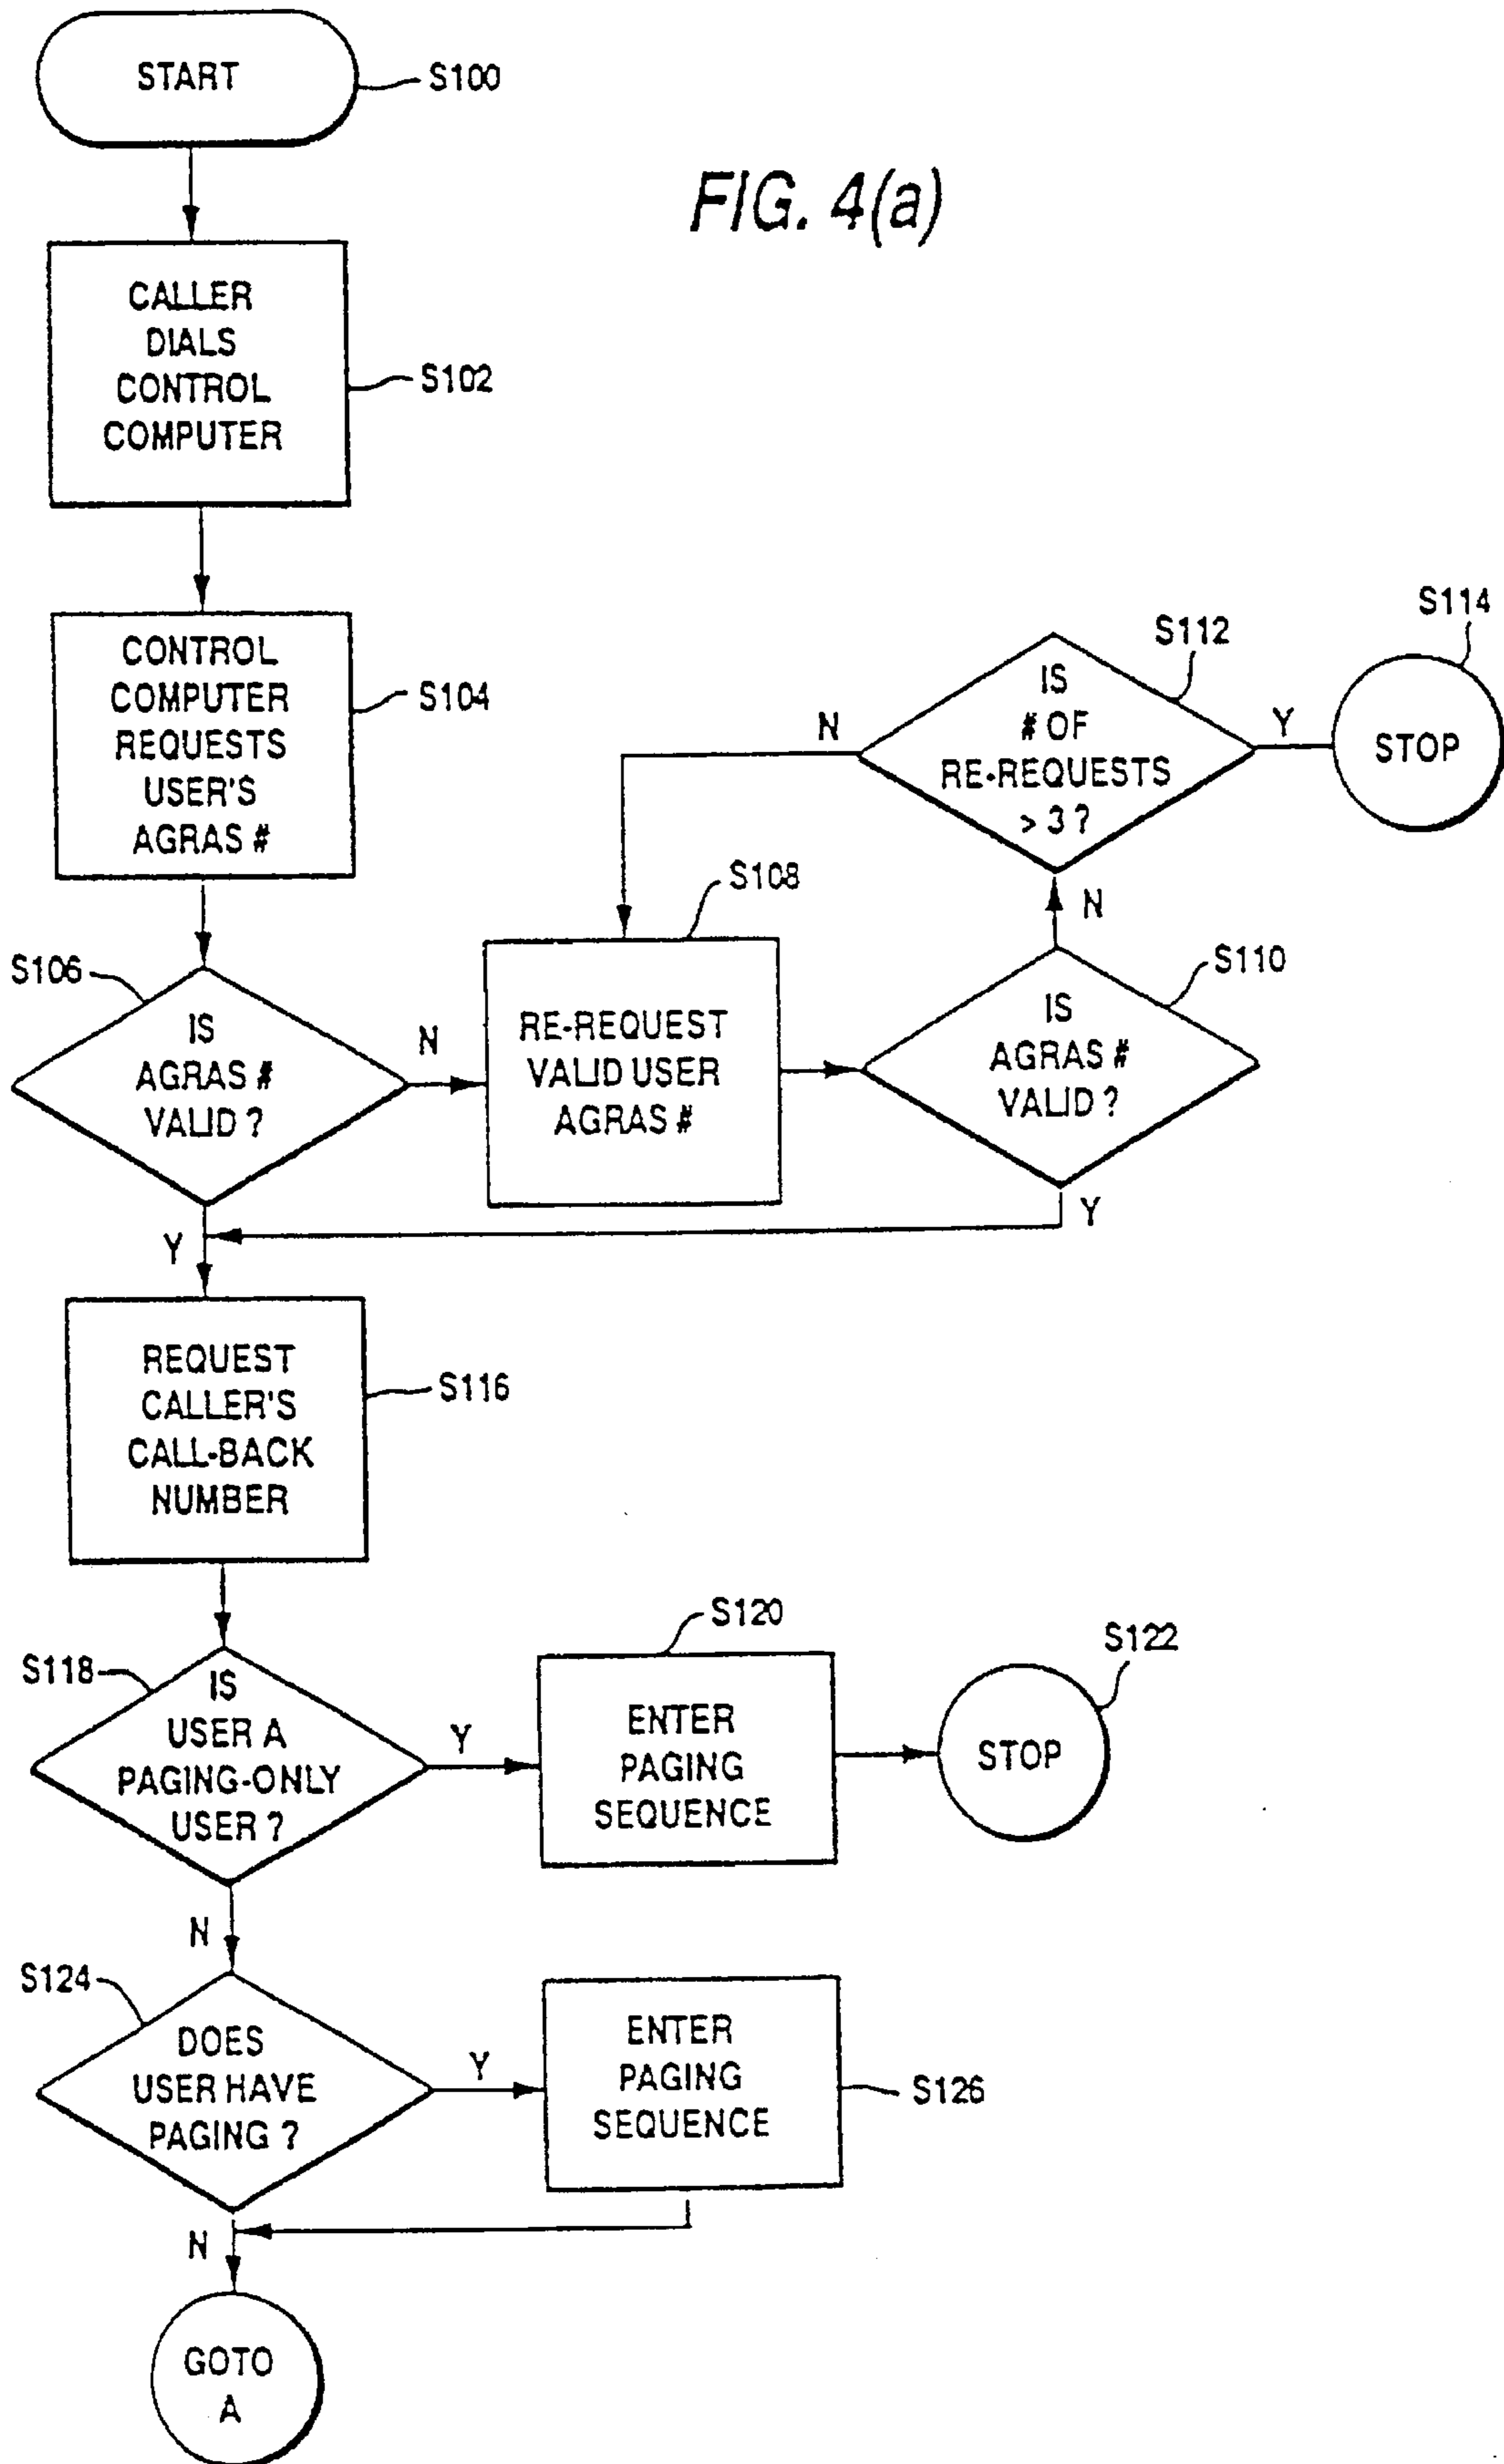 START
S100
FIG. 4(a)
CALLER
DIALS
CONTROL
COMPUTER
S102
CONTROL
COMPUTER
REQUESTS
USER'S
AGRAS #
S104
S106
IS
AGRAS #
VALID ?
N
Y
S108
RE-REQUEST
VALID USER
AGRAS #
S110
IS
AGRAS #
VALID ?
N
Y
S112
IS
# OF
RE-REQUESTS
> 3 ?
N
Y
S114
STOP
REQUEST
CALLER'S
CALL-BACK
NUMBER
S116
S118
IS
USER A
PAGING-ONLY
USER ?
Y
N
S120
ENTER
PAGING
SEQUENCE
S122
STOP
S124
DOES
USER HAVE
PAGING ?
Y
N
ENTER
PAGING
SEQUENCE
S126
GOTO
A